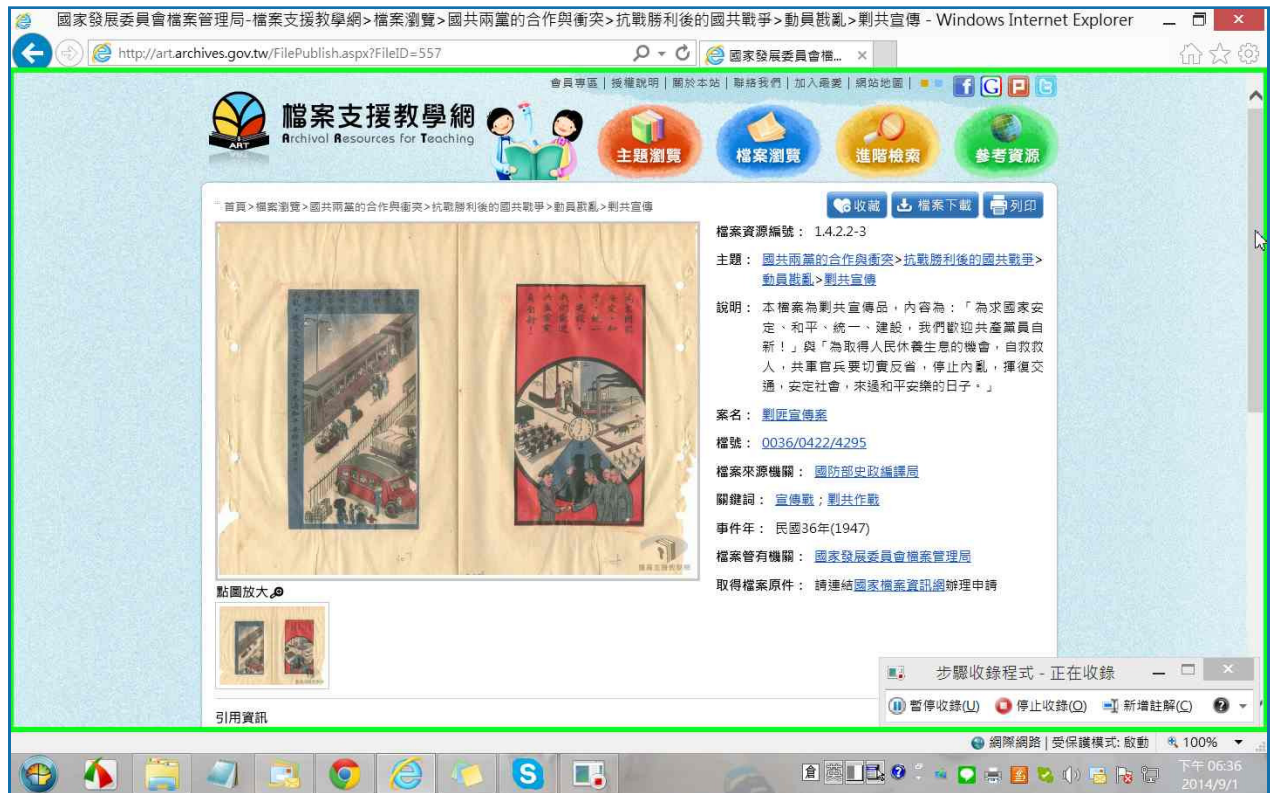 國家發展委員會檔案管理局-檔案支援教學網>檔案瀏覽>國共兩黨的合作與衝突>抗戰勝利後的國共戰爭>動員戡亂>剿共宣傳 - Windows Internet Explorer
http://art.archives.gov.tw/FilePublish.aspx?FileID=557
國家發展委員會檔...
會員專區 | 授權說明 | 關於本站 | 聯絡我們 | 加入最愛 | 網站地圖 |
檔案支援教學網
Archival Resources for Teaching
ART
主題瀏覽
檔案瀏覽
進階檢索
參考資源
首頁>檔案瀏覽>國共兩黨的合作與衝突>抗戰勝利後的國共戰爭>動員戡亂>剿共宣傳
收藏
檔案下載
列印
檔案資源編號： 1.4.2.2-3
主題： 國共兩黨的合作與衝突>抗戰勝利後的國共戰爭>
動員戡亂>剿共宣傳
說明： 本檔案為剿共宣傳品，內容為：「為求國家安
定、和平、統一、建設，我們歡迎共產黨員自
新！」與「為取得人民休養生息的機會，自救救
人，共軍官兵要切實反省，停止內亂，揮復交
通，安定社會，來過和平安樂的日子。」
案名： 剿匪宣傳案
檔號： 0036/0422/4295
檔案來源機關： 國防部史政編譯局
關鍵詞： 宣傳戰；剿共作戰
事件年： 民國36年(1947)
檔案管有機關： 國家發展委員會檔案管理局
取得檔案原件： 請連結國家檔案資訊網辦理申請
點圖放大
引用資訊
步驟收錄程式 - 正在收錄
暫停收錄(U)
停止收錄(O)
新增註解(C)
網際網路 | 受保護模式: 啟動
100%
倉
英
下午 06:36
2014/9/1